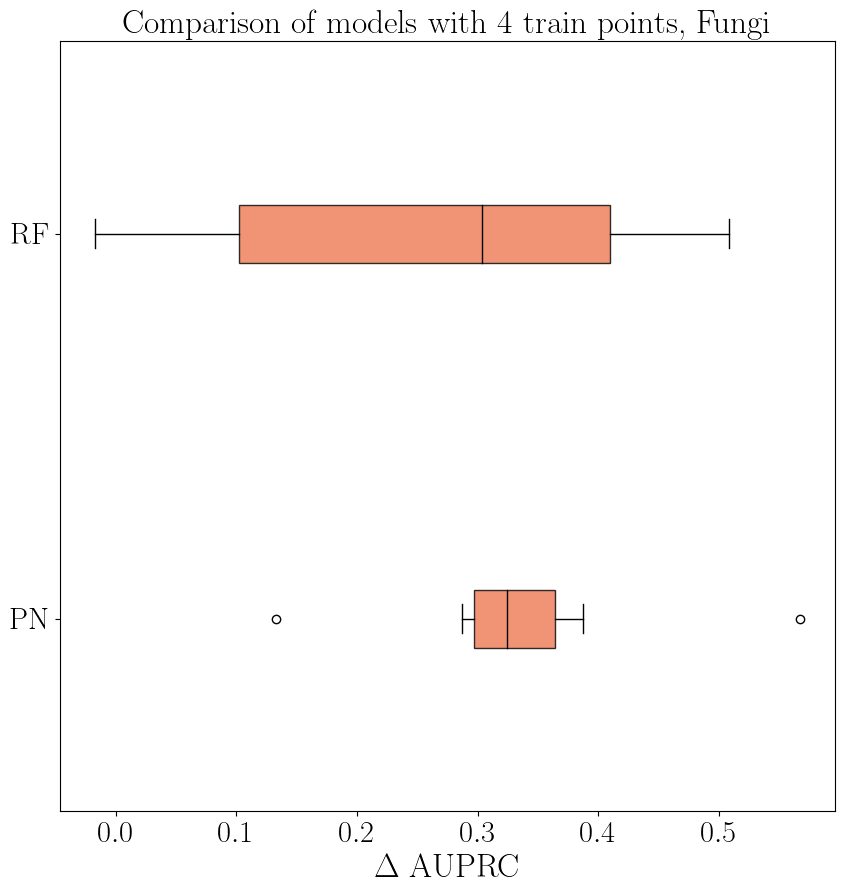 Comparison of models with 4 train points, Fungi
RF
PN
0.0 0.1 0.2 0.3 0.4 0.5
Δ AUPRC